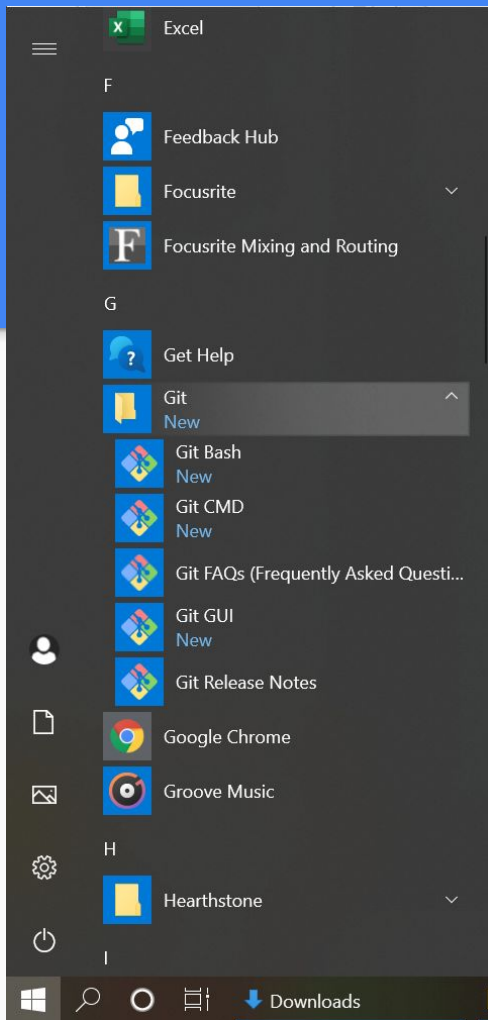 Excel
F
Feedback Hub
Focusrite
Focusrite Mixing and Routing
G
Get Help
Git
New
Git Bash
New
Git CMD
New
Git FAQs (Frequently Asked Questi...
Git GUI
New
Git Release Notes
Google Chrome
Groove Music
H
Hearthstone
I
Downloads